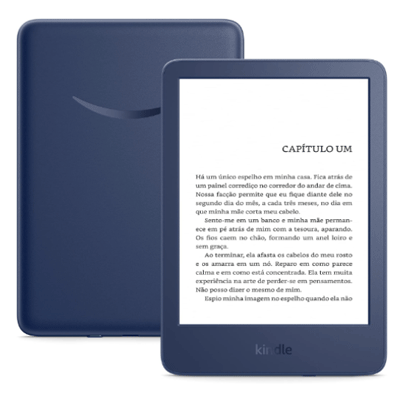 CAPÍTULO UM
Há um único espelho em minha casa. Fica atrás de
um painel corrediço no corredor do andar de cima.
Nossa facção permite que eu fique diante dele no
segundo dia do mês, a cada três meses, no dia em
que minha mãe corta meu cabelo.
Sento-me em um banco e minha mãe perman-
ece em pé atrás de mim com a tesoura, aparando.
Os fios caem no chão, formando um anel loiro e
sem graça.
Ao terminar, ela afasta os cabelos do meu rosto
e os amarra em um nó. Reparo em como parece
calma e em como está concentrada. Ela tem muita
experiência na arte de perder-se em pensamentos.
Não posso dizer o mesmo de mim.
Espio minha imagem no espelho quando ela não
kindle